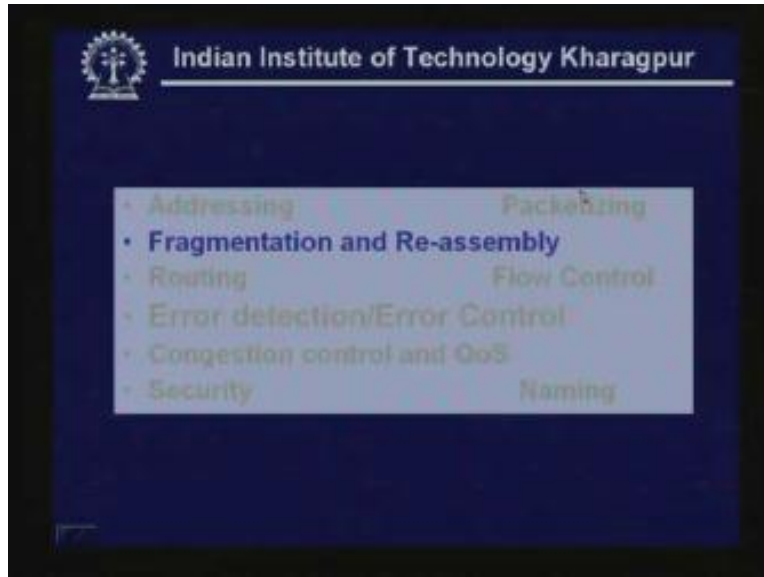 Indian Institute of Technology Kharagpur
• Addressing Packetizing
• Fragmentation and Re-assembly
• Routing Flow Control
• Error detection/Error Control
• Congestion control and QoS
• Security Naming